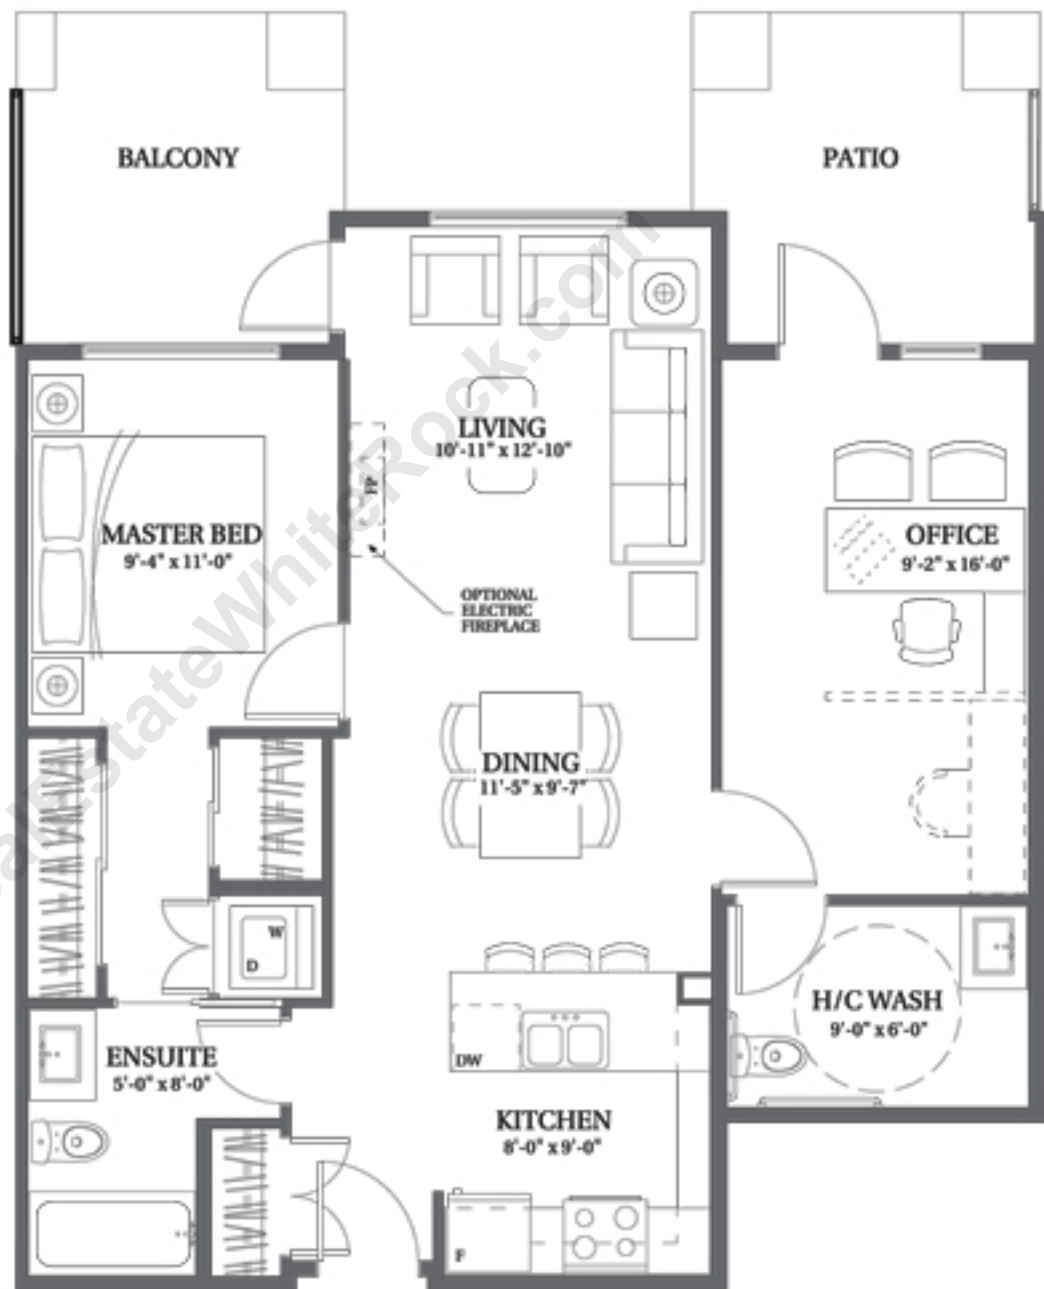 BALCONY
PATIO
LIVING
10'-11" x 12'-10"
FP
MASTER BED
9'-4" x 11'-0"
OFFICE
9'-2" x 16'-0"
OPTIONAL
ELECTRIC
FIREPLACE
DINING
11'-5" x 9'-7"
W
D
H/C WASH
9'-0" x 6'-0"
ENSUITE
5'-0" x 8'-0"
DW
KITCHEN
8'-0" x 9'-0"
F
alEstateWhiteRock.com